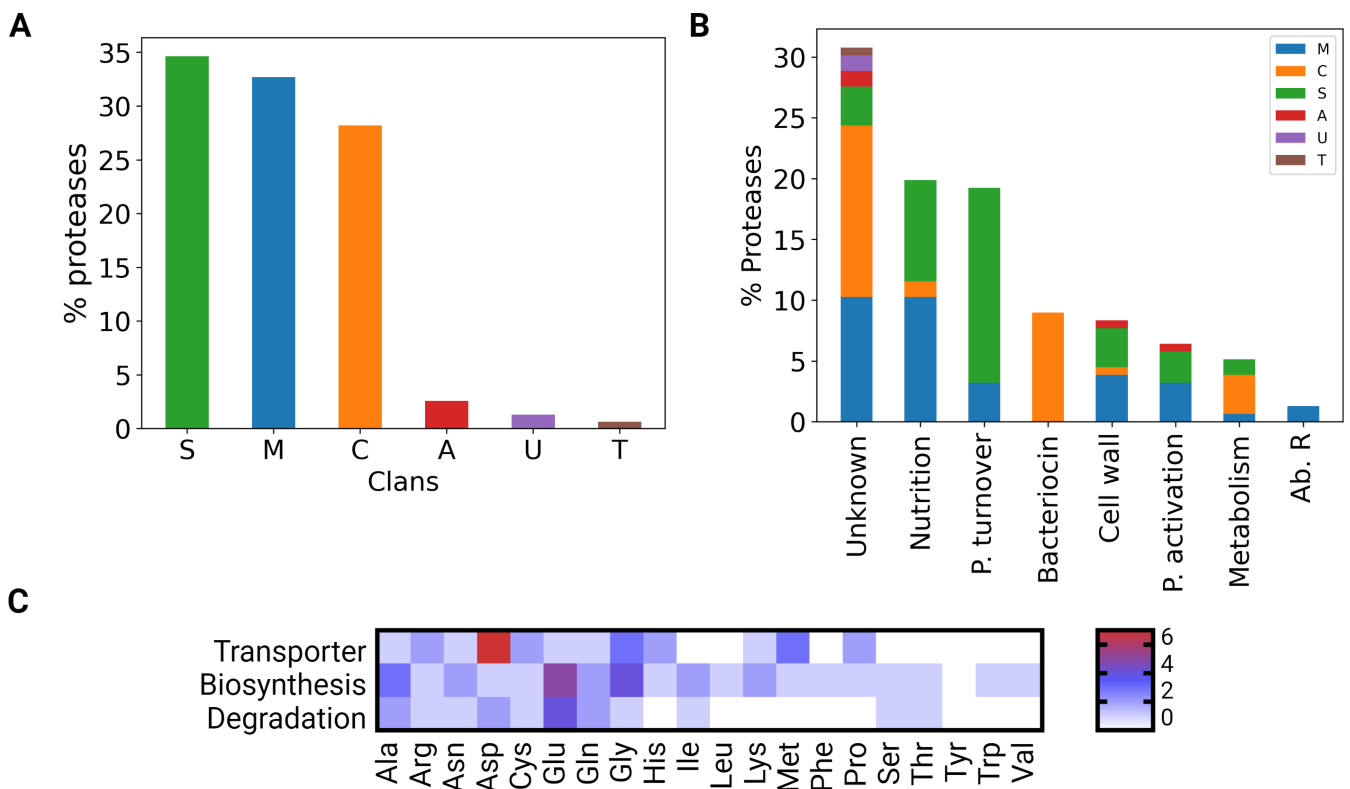 A
35
30
25
20
15
10
5
0
% proteases
S M C A U T
Clans
B
30
25
20
15
10
5
0
% Proteases
M
C
S
A
U
T
Unknown
Nutrition
P. turnover
Bacteriocin
Cell wall
P. activation
Metabolism
Ab. R
C
Transporter
Biosynthesis
Degradation
Ala
Arg
Asn
Asp
Cys
Glu
Gln
Gly
His
Ile
Leu
Lys
Met
Phe
Pro
Ser
Thr
Tyr
Trp
Val
6
4
2
0